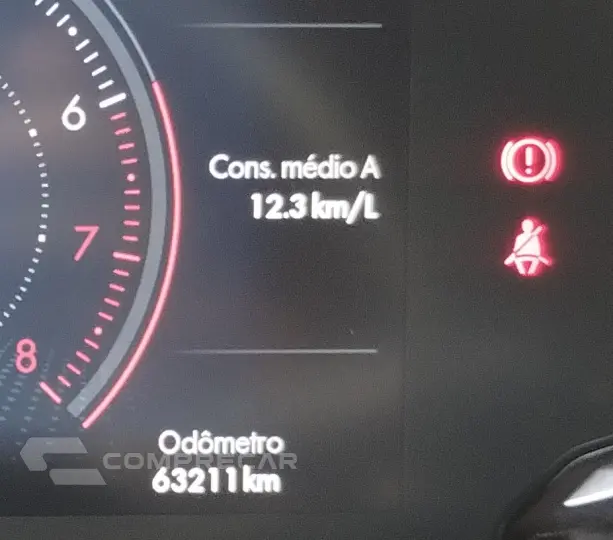 6
Cons. médio A
12.3 km/L
7
8
Odômetro
COMPRECAR
63211 km